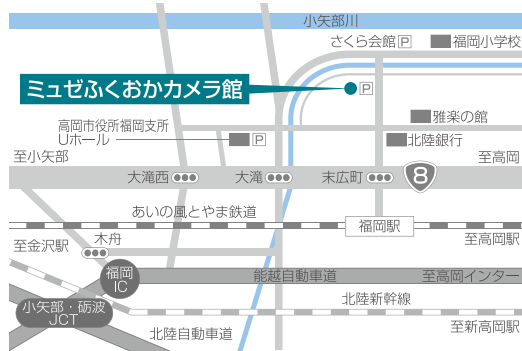 小矢部川
さくら会館 P
福岡小学校
ミュゼふくおかカメラ館
P
雅楽の館
高岡市役所福岡支所
Uホール
P
北陸銀行
至小矢部
至高岡
大滝西
大滝
末広町
8
あいの風とやま鉄道
福岡駅
至金沢駅
木舟
至高岡駅
福岡
IC
能越自動車道
至高岡インター
小矢部・砺波
JCT
北陸新幹線
北陸自動車道
至新高岡駅